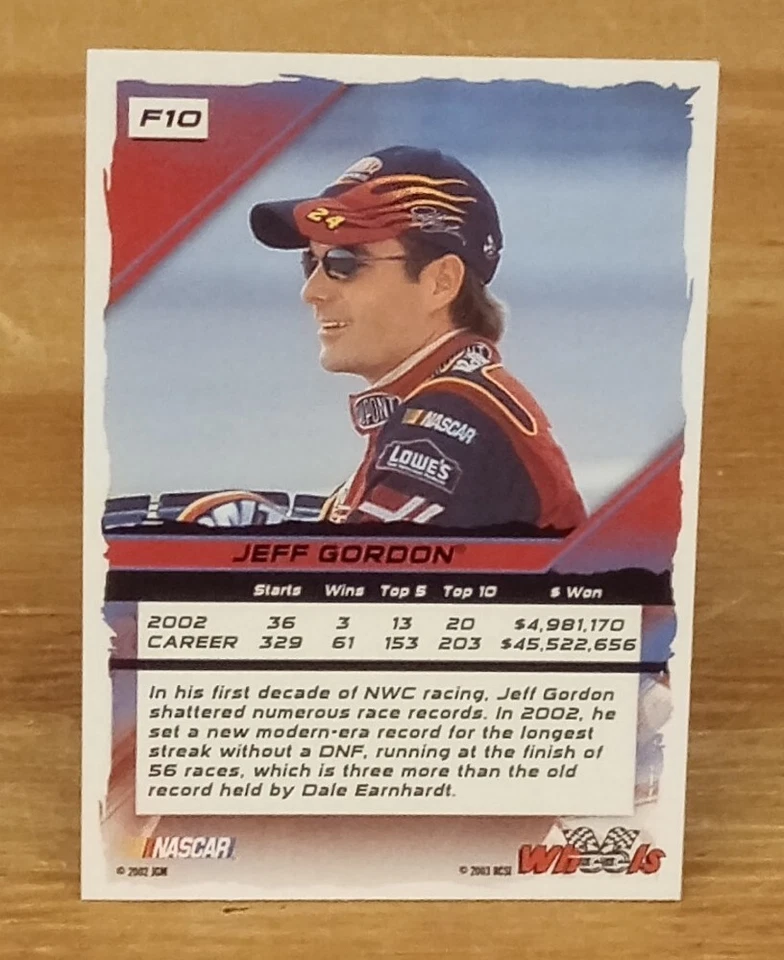 F10
24
DUPONT
NASCAR
LOWE'S
JEFF GORDON®
Starts Wins Top 5 Top 10 $ Won
2002 36 3 13 20 $4,981,170
CAREER 329 61 153 203 $45,522,656
In his first decade of NWC racing, Jeff Gordon
shattered numerous race records. In 2002, he
set a new modern-era record for the longest
streak without a DNF, running at the finish of
56 races, which is three more than the old
record held by Dale Earnhardt.
NASCAR
© 2002 JGM
© 2003 RCSI
Wheels